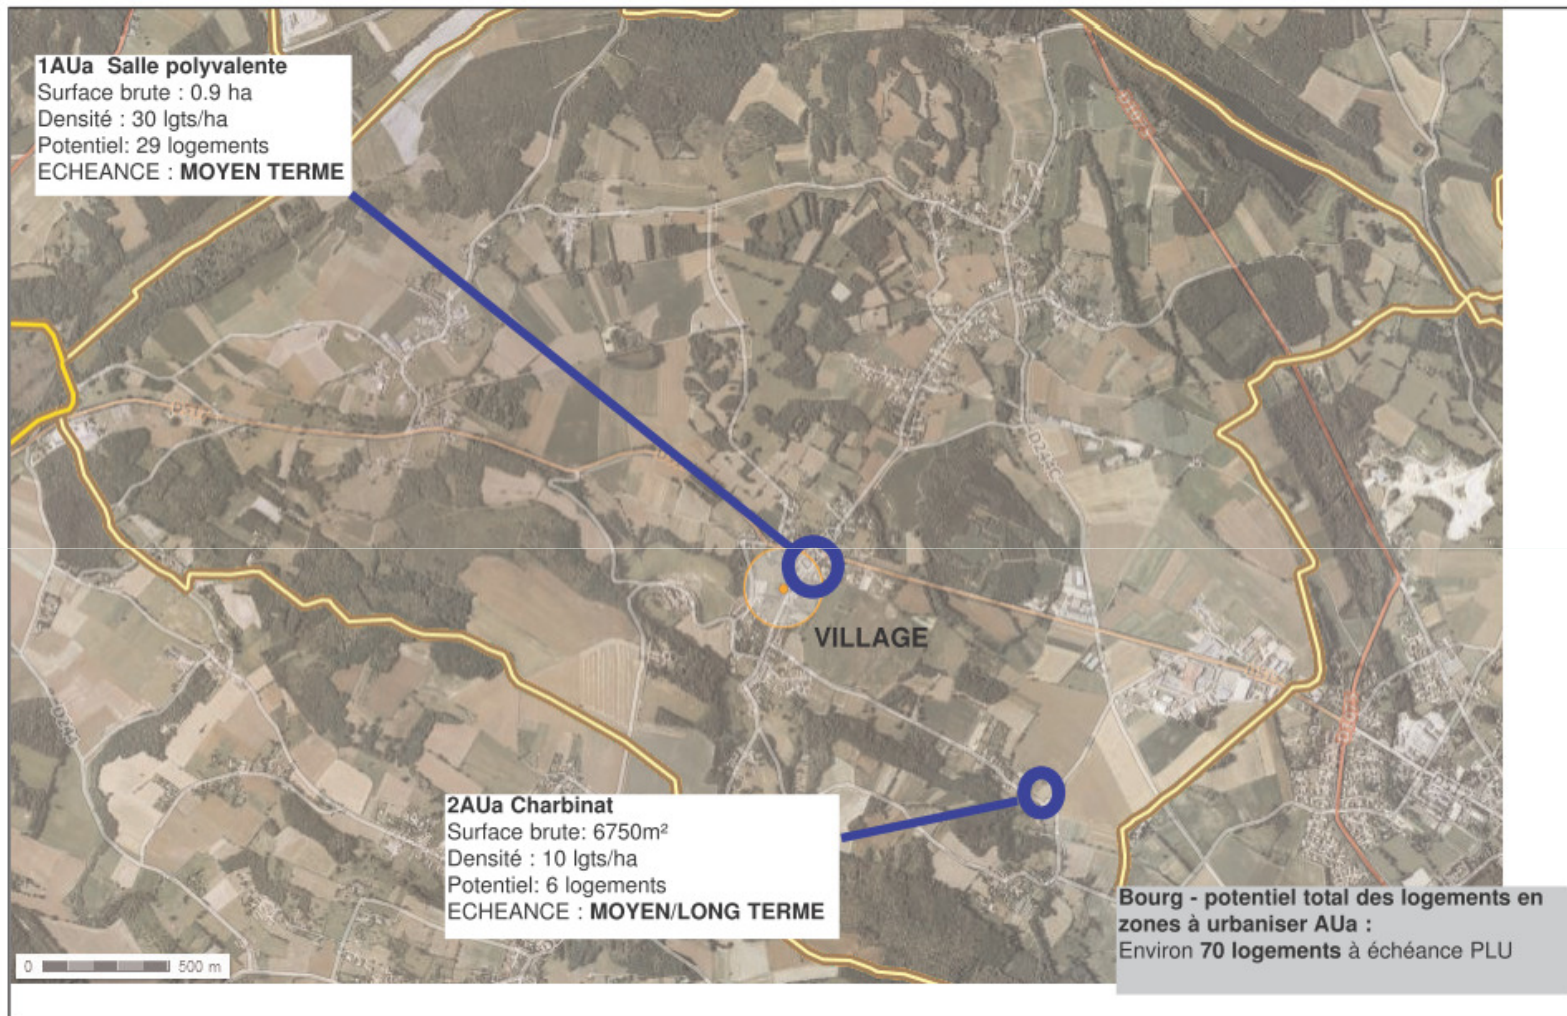 1AUa Salle polyvalente
Surface brute : 0.9 ha
Densité : 30 lgts/ha
Potentiel: 29 logements
ECHEANCE : MOYEN TERME
D245C
VILLAGE
2AUa Charbinat
Surface brute: 6750m²
Densité : 10 lgts/ha
Potentiel: 6 logements
ECHEANCE : MOYEN/LONG TERME
Bourg - potentiel total des logements en
zones à urbaniser AUa :
Environ 70 logements à échéance PLU
0 500 m